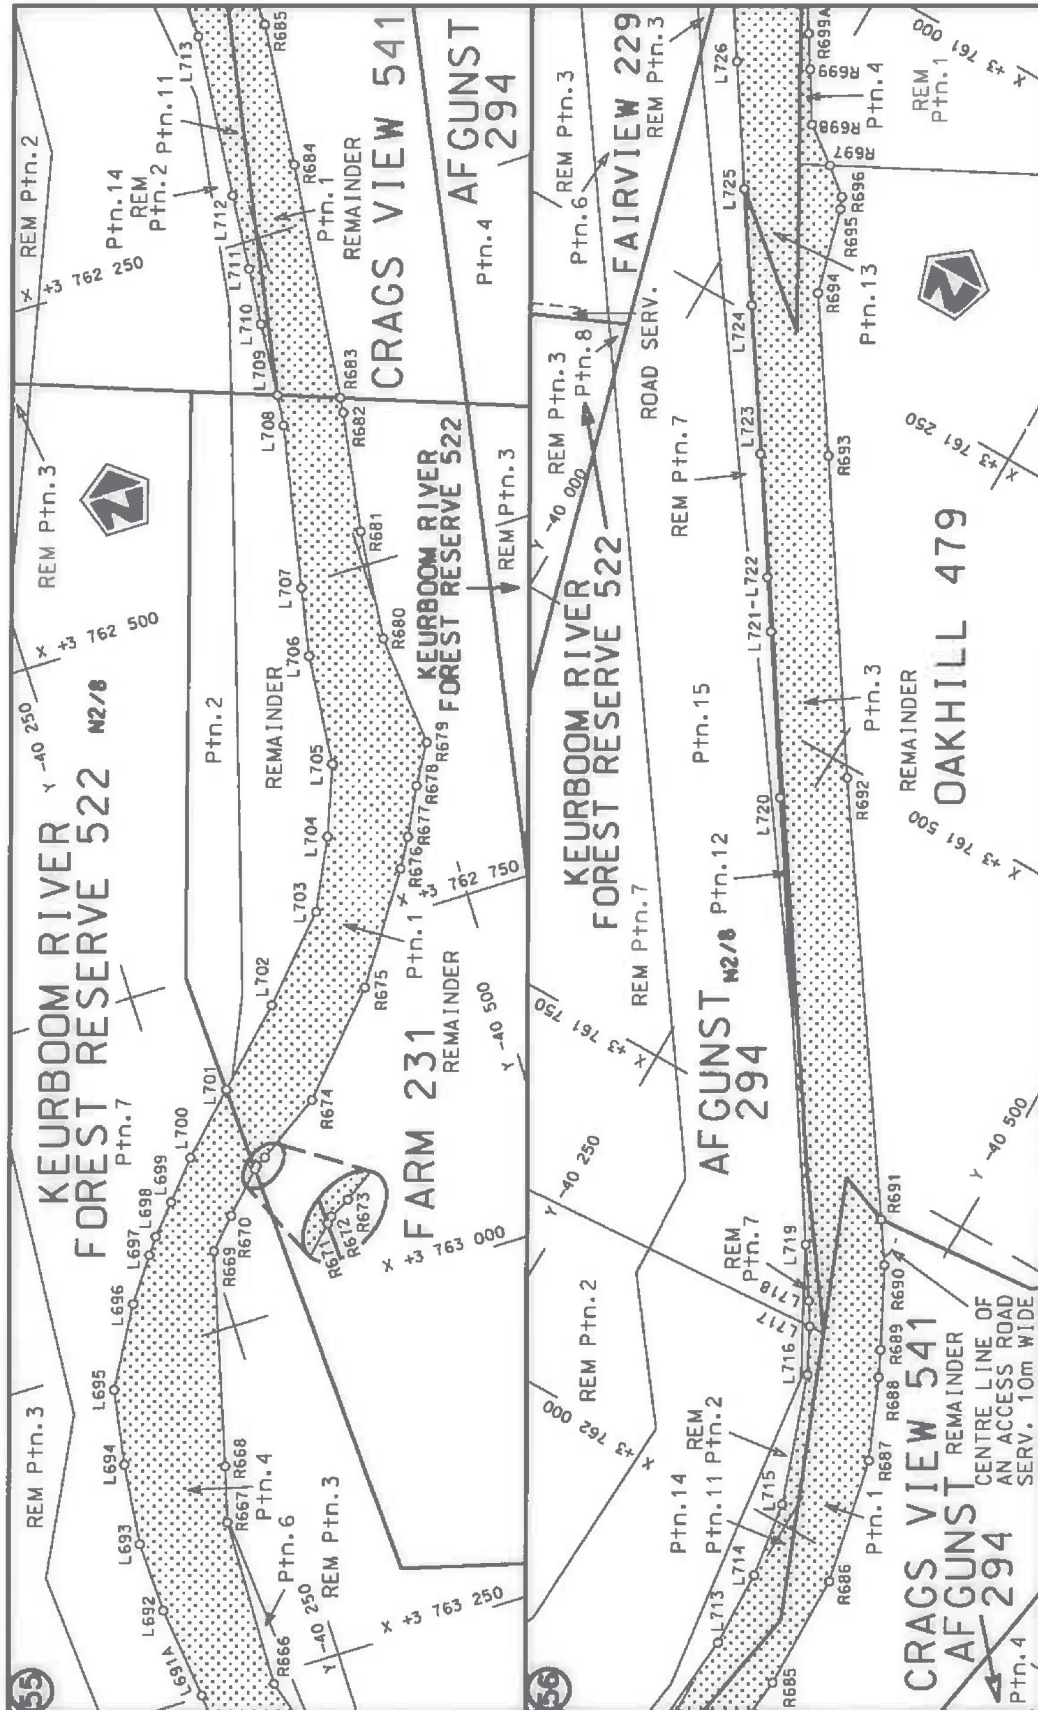 55
REM Ptn.3
KEURBOOM RIVER
FOREST RESERVE 522
N2/8
Y -40 250
X +3 762 500
REM Ptn.3
REM Ptn.2
X +3 762 250
Ptn.7
Ptn.2
REMAINDER
Ptn.14
REM
Ptn.2
Ptn.11
L691A
L692
L693
L694
L695
L696
L697
L698
L699
L700
L701
L702
L703
L704
L705
L706
L707
L708
L709
L710
L711
L712
L713
R666
R667
R668
R669
R670
R671
R672
R673
R674
R675
R676
R677
R678
R679
R680
R681
R682
R683
R684
R685
Ptn.4
Ptn.6
REM Ptn.3
Y -40 250
X +3 763 250
X +3 763 000
FARM 231
REMAINDER
Ptn.1
X +3 762 750
Y -40 500
KEURBOOM RIVER
FOREST RESERVE 522
REM Ptn.3
Ptn.1
REMAINDER
CRAGS VIEW 541
AFGUNST
294
Ptn.4
56
X +3 762 000
REM Ptn.2
Y -40 250
X +3 761 750
REM Ptn.7
KEURBOOM RIVER
FOREST RESERVE 522
Y -40 000
REM Ptn.3
Ptn.8
Ptn.6
REM Ptn.3
ROAD SERV.
FAIRVIEW 229
REM Ptn.3
Ptn.14
Ptn.11
REM
Ptn.2
REM
Ptn.7
AFGUNST
294
N2/8
Ptn.12
Ptn.15
REM Ptn.7
L713
L714
L715
L716
L717
L718
L719
L720
L721-L722
L723
L724
L725
L726
R685
R686
R687
R688
R689
R690
R691
R692
R693
R694
R695
R696
R697
R698
R699
R699A
Ptn.1
CRAGS VIEW 541
REMAINDER
AFGUNST
294
Ptn.4
CENTRE LINE OF
AN ACCESS ROAD
SERV. 10m WIDE
Y -40 500
X +3 761 500
REMAINDER
Ptn.3
OAKHILL 479
X +3 761 250
Ptn.13
Ptn.4
REM
Ptn.1
X +3 761 000